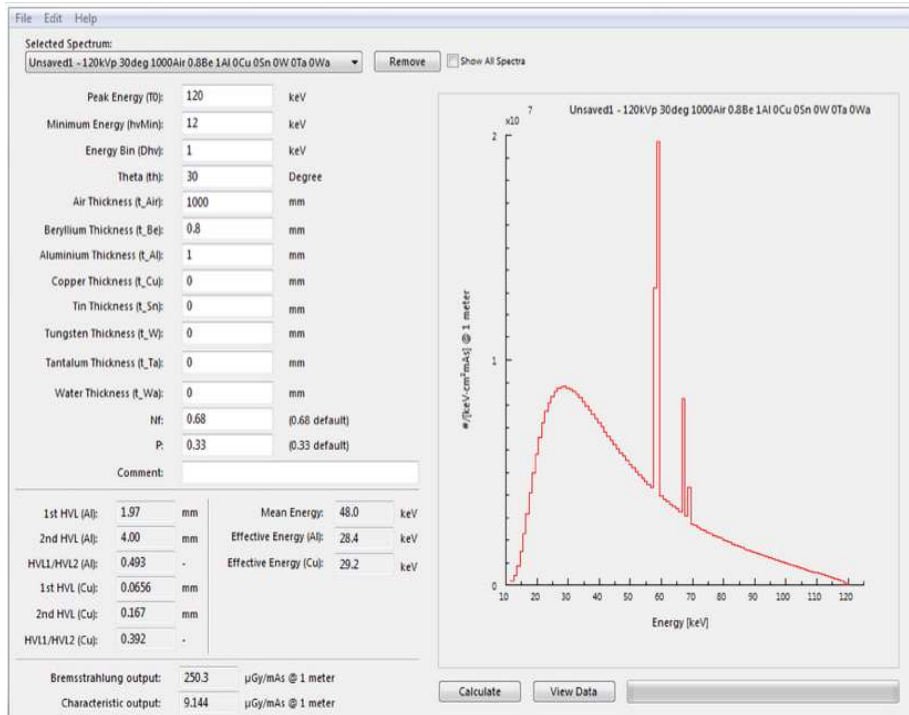 File Edit Help
Selected Spectrum:
Unsaved1 - 120kVp 30deg 1000Air 0.8Be 1Al 0Cu 0Sn 0W 0Ta 0Wa Remove Show All Spectra
Peak Energy (T0): 120 keV
Minimum Energy (hvMin): 12 keV
Energy Bin (Dhv): 1 keV
Theta (th): 30 Degree
Air Thickness (t_Air): 1000 mm
Beryllium Thickness (t_Be): 0.8 mm
Aluminium Thickness (t_Al): 1 mm
Copper Thickness (t_Cu): 0 mm
Tin Thickness (t_Sn): 0 mm
Tungsten Thickness (t_W): 0 mm
Tantalum Thickness (t_Ta): 0 mm
Water Thickness (t_Wa): 0 mm
Nf: 0.68 (0.68 default)
P: 0.33 (0.33 default)
Comment:
1st HVL (Al): 1.97 mm
2nd HVL (Al): 4.00 mm
HVL1/HVL2 (Al): 0.493 -
1st HVL (Cu): 0.0656 mm
2nd HVL (Cu): 0.167 mm
HVL1/HVL2 (Cu): 0.392 -
Mean Energy: 48.0 keV
Effective Energy (Al): 28.4 keV
Effective Energy (Cu): 29.2 keV
Bremsstrahlung output: 250.3 µGy/mAs @ 1 meter
Characteristic output: 9.144 µGy/mAs @ 1 meter
Unsaved1 - 120kVp 30deg 1000Air 0.8Be 1Al 0Cu 0Sn 0W 0Ta 0Wa
x10 7
2
1
0
#/[keV·cm²mAs] @ 1 meter
10 20 30 40 50 60 70 80 90 100 110 120
Energy [keV]
Calculate View Data